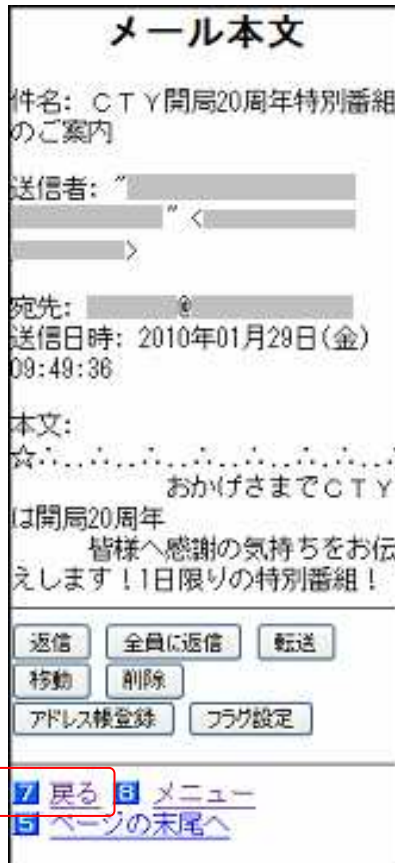 メール本文
件名: ＣＴＹ開局20周年特別番組
のご案内
送信者: "
" <
>
宛先: @
送信日時: 2010年01月29日(金)
09:49:36
本文:
☆∴‥∴‥∴‥∴‥∴‥∴‥∴‥
おかげさまでＣＴＹ
は開局20周年
皆様へ感謝の気持ちをお伝
えします！1日限りの特別番組！
返信 全員に返信 転送
移動 削除
アドレス帳登録 フラグ設定
7 戻る 8 メニュー
5 ページの末尾へ